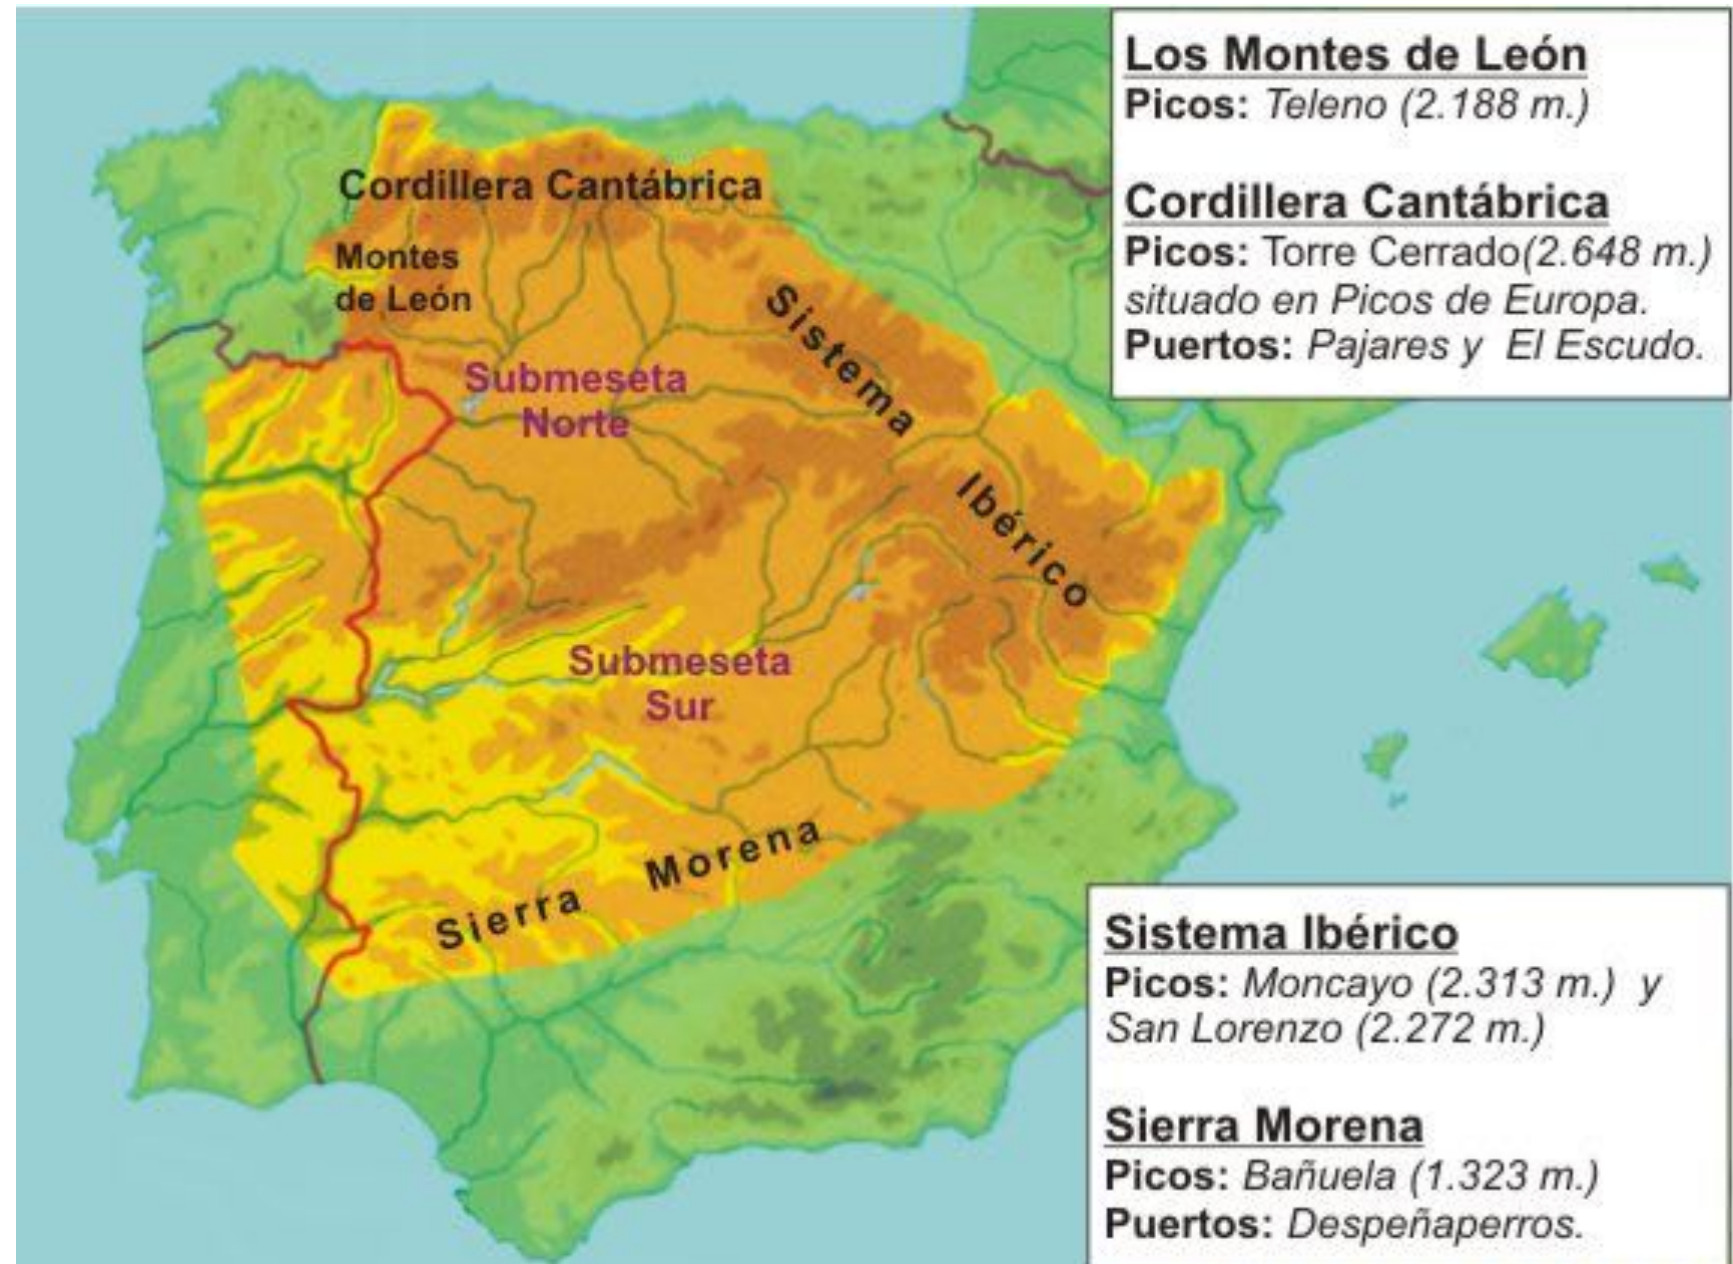 Los Montes de León
Picos: Teleno (2.188 m.)
Cordillera Cantábrica
Picos: Torre Cerrado(2.648 m.)
situado en Picos de Europa.
Puertos: Pajares y El Escudo.
Cordillera Cantábrica
Montes
de León
Sistema Ibérico
Submeseta
Norte
Submeseta
Sur
Sierra Morena
Sistema Ibérico
Picos: Moncayo (2.313 m.) y
San Lorenzo (2.272 m.)
Sierra Morena
Picos: Bañuela (1.323 m.)
Puertos: Despeñaperros.